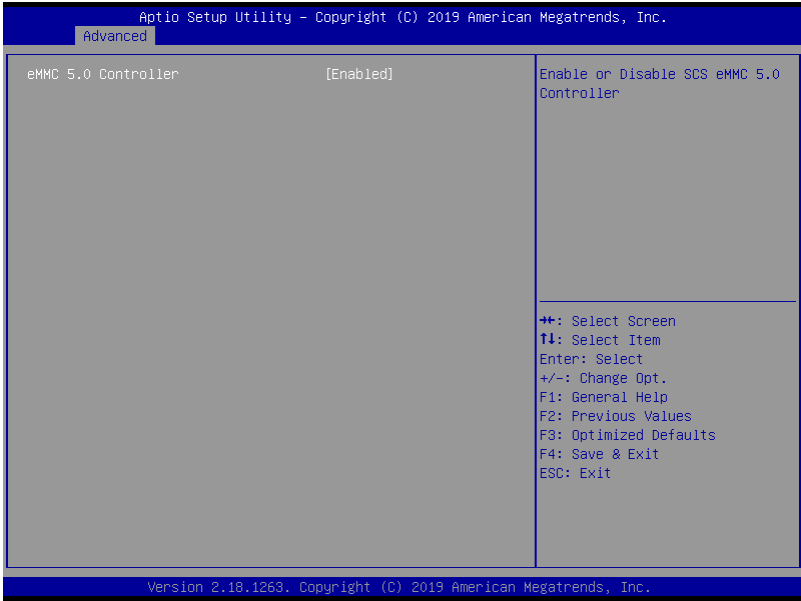 Aptio Setup Utility – Copyright (C) 2019 American Megatrends, Inc.
Advanced
eMMC 5.0 Controller [Enabled]
Enable or Disable SCS eMMC 5.0
Controller
→←: Select Screen
↑↓: Select Item
Enter: Select
+/-: Change Opt.
F1: General Help
F2: Previous Values
F3: Optimized Defaults
F4: Save & Exit
ESC: Exit
Version 2.18.1263. Copyright (C) 2019 American Megatrends, Inc.